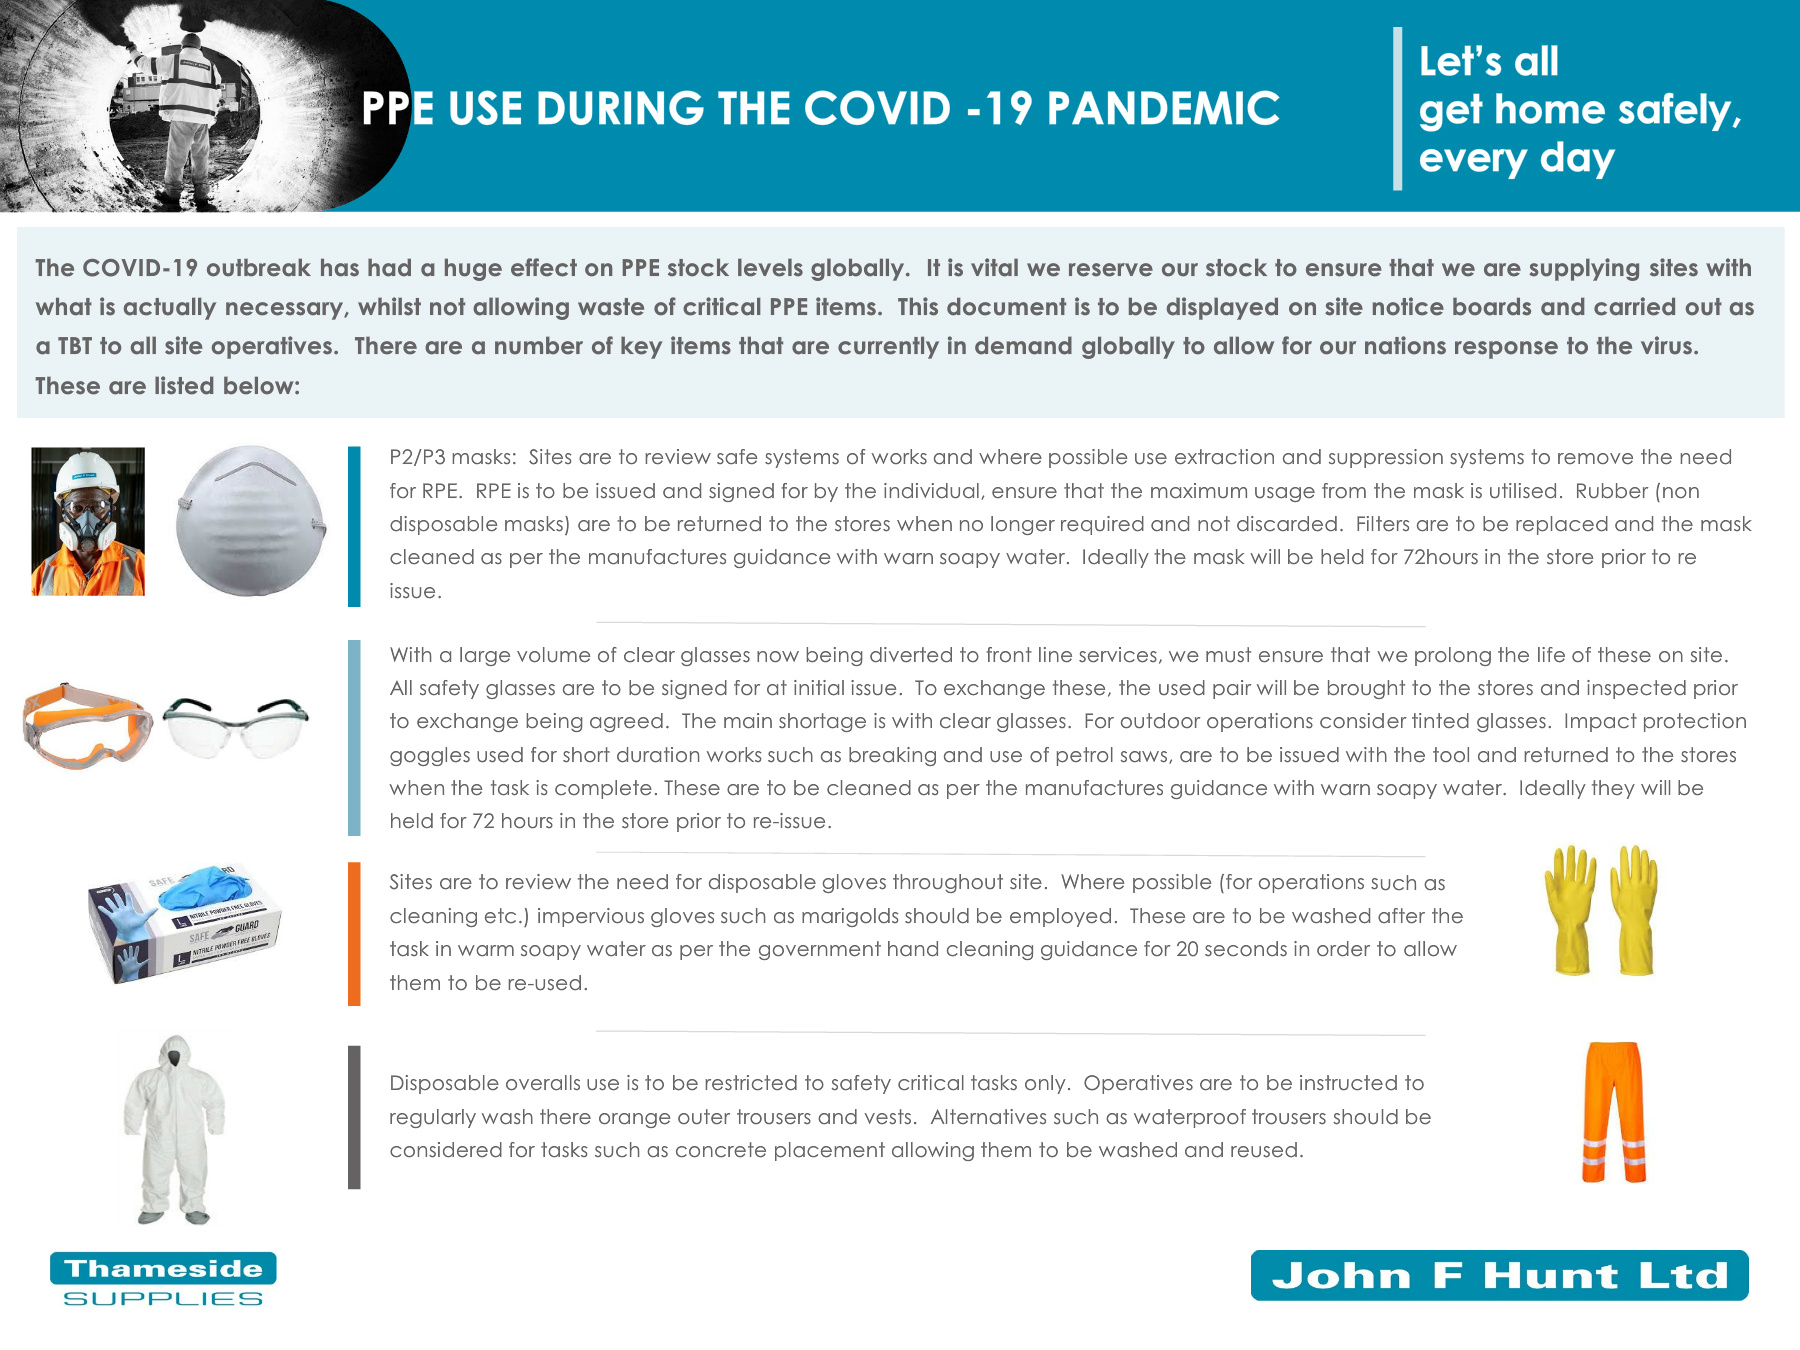 PPE USE DURING THE COVID -19 PANDEMIC
Let's all
get home safely,
every day
The COVID-19 outbreak has had a huge effect on PPE stock levels globally.  It is vital we reserve our stock to ensure that we are supplying sites with
what is actually necessary, whilst not allowing waste of critical PPE items.  This document is to be displayed on site notice boards and carried out as
a TBT to all site operatives.  There are a number of key items that are currently in demand globally to allow for our nations response to the virus.
These are listed below:
P2/P3 masks:  Sites are to review safe systems of works and where possible use extraction and suppression systems to remove the need
for RPE.  RPE is to be issued and signed for by the individual, ensure that the maximum usage from the mask is utilised.  Rubber (non
disposable masks) are to be returned to the stores when no longer required and not discarded.  Filters are to be replaced and the mask
cleaned as per the manufactures guidance with warn soapy water.  Ideally the mask will be held for 72hours in the store prior to re
issue.
With a large volume of clear glasses now being diverted to front line services, we must ensure that we prolong the life of these on site.
All safety glasses are to be signed for at initial issue.  To exchange these, the used pair will be brought to the stores and inspected prior
to exchange being agreed.  The main shortage is with clear glasses.  For outdoor operations consider tinted glasses.  Impact protection
goggles used for short duration works such as breaking and use of petrol saws, are to be issued with the tool and returned to the stores
when the task is complete. These are to be cleaned as per the manufactures guidance with warn soapy water.  Ideally they will be
held for 72 hours in the store prior to re-issue.
SAFE GUARD
NITRILE POWDER FREE GLOVES
SAFE GUARD
L NITRILE POWDER FREE GLOVES
Sites are to review the need for disposable gloves throughout site.  Where possible (for operations such as
cleaning etc.) impervious gloves such as marigolds should be employed.  These are to be washed after the
task in warm soapy water as per the government hand cleaning guidance for 20 seconds in order to allow
them to be re-used.
Disposable overalls use is to be restricted to safety critical tasks only.  Operatives are to be instructed to
regularly wash there orange outer trousers and vests.  Alternatives such as waterproof trousers should be
considered for tasks such as concrete placement allowing them to be washed and reused.
Thameside
SUPPLIES
John F Hunt Ltd